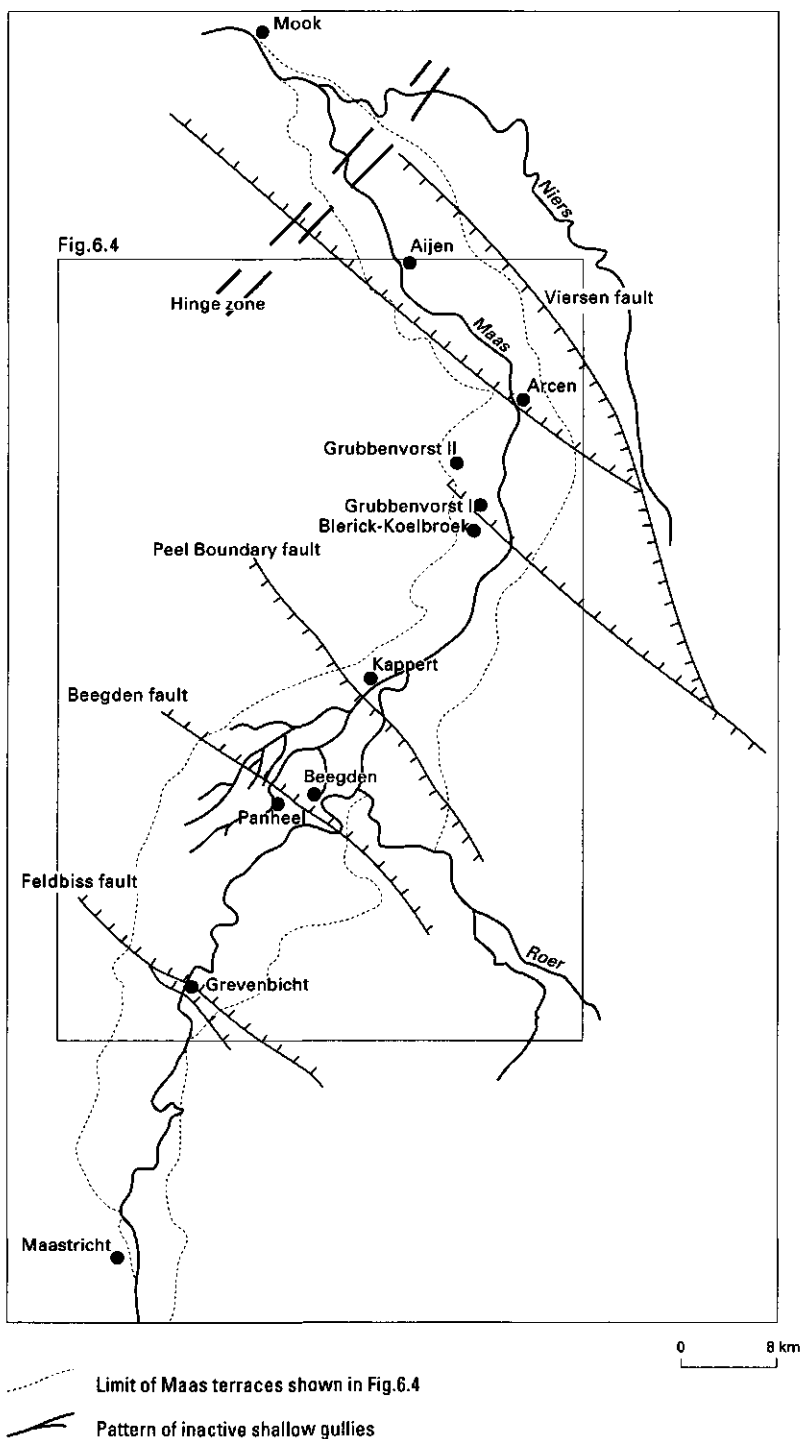 Mook
Niers
Fig.6.4
Aijen
Hinge zone
Viersen fault
Maas
Arcen
Grubbenvorst II
Grubbenvorst I
Blerick-Koelbroek
Peel Boundary fault
Kappert
Beegden fault
Beegden
Panheel
Feldbiss fault
Roer
Grevenbicht
Maastricht
0 8 km
Limit of Maas terraces shown in Fig.6.4
Pattern of inactive shallow gullies